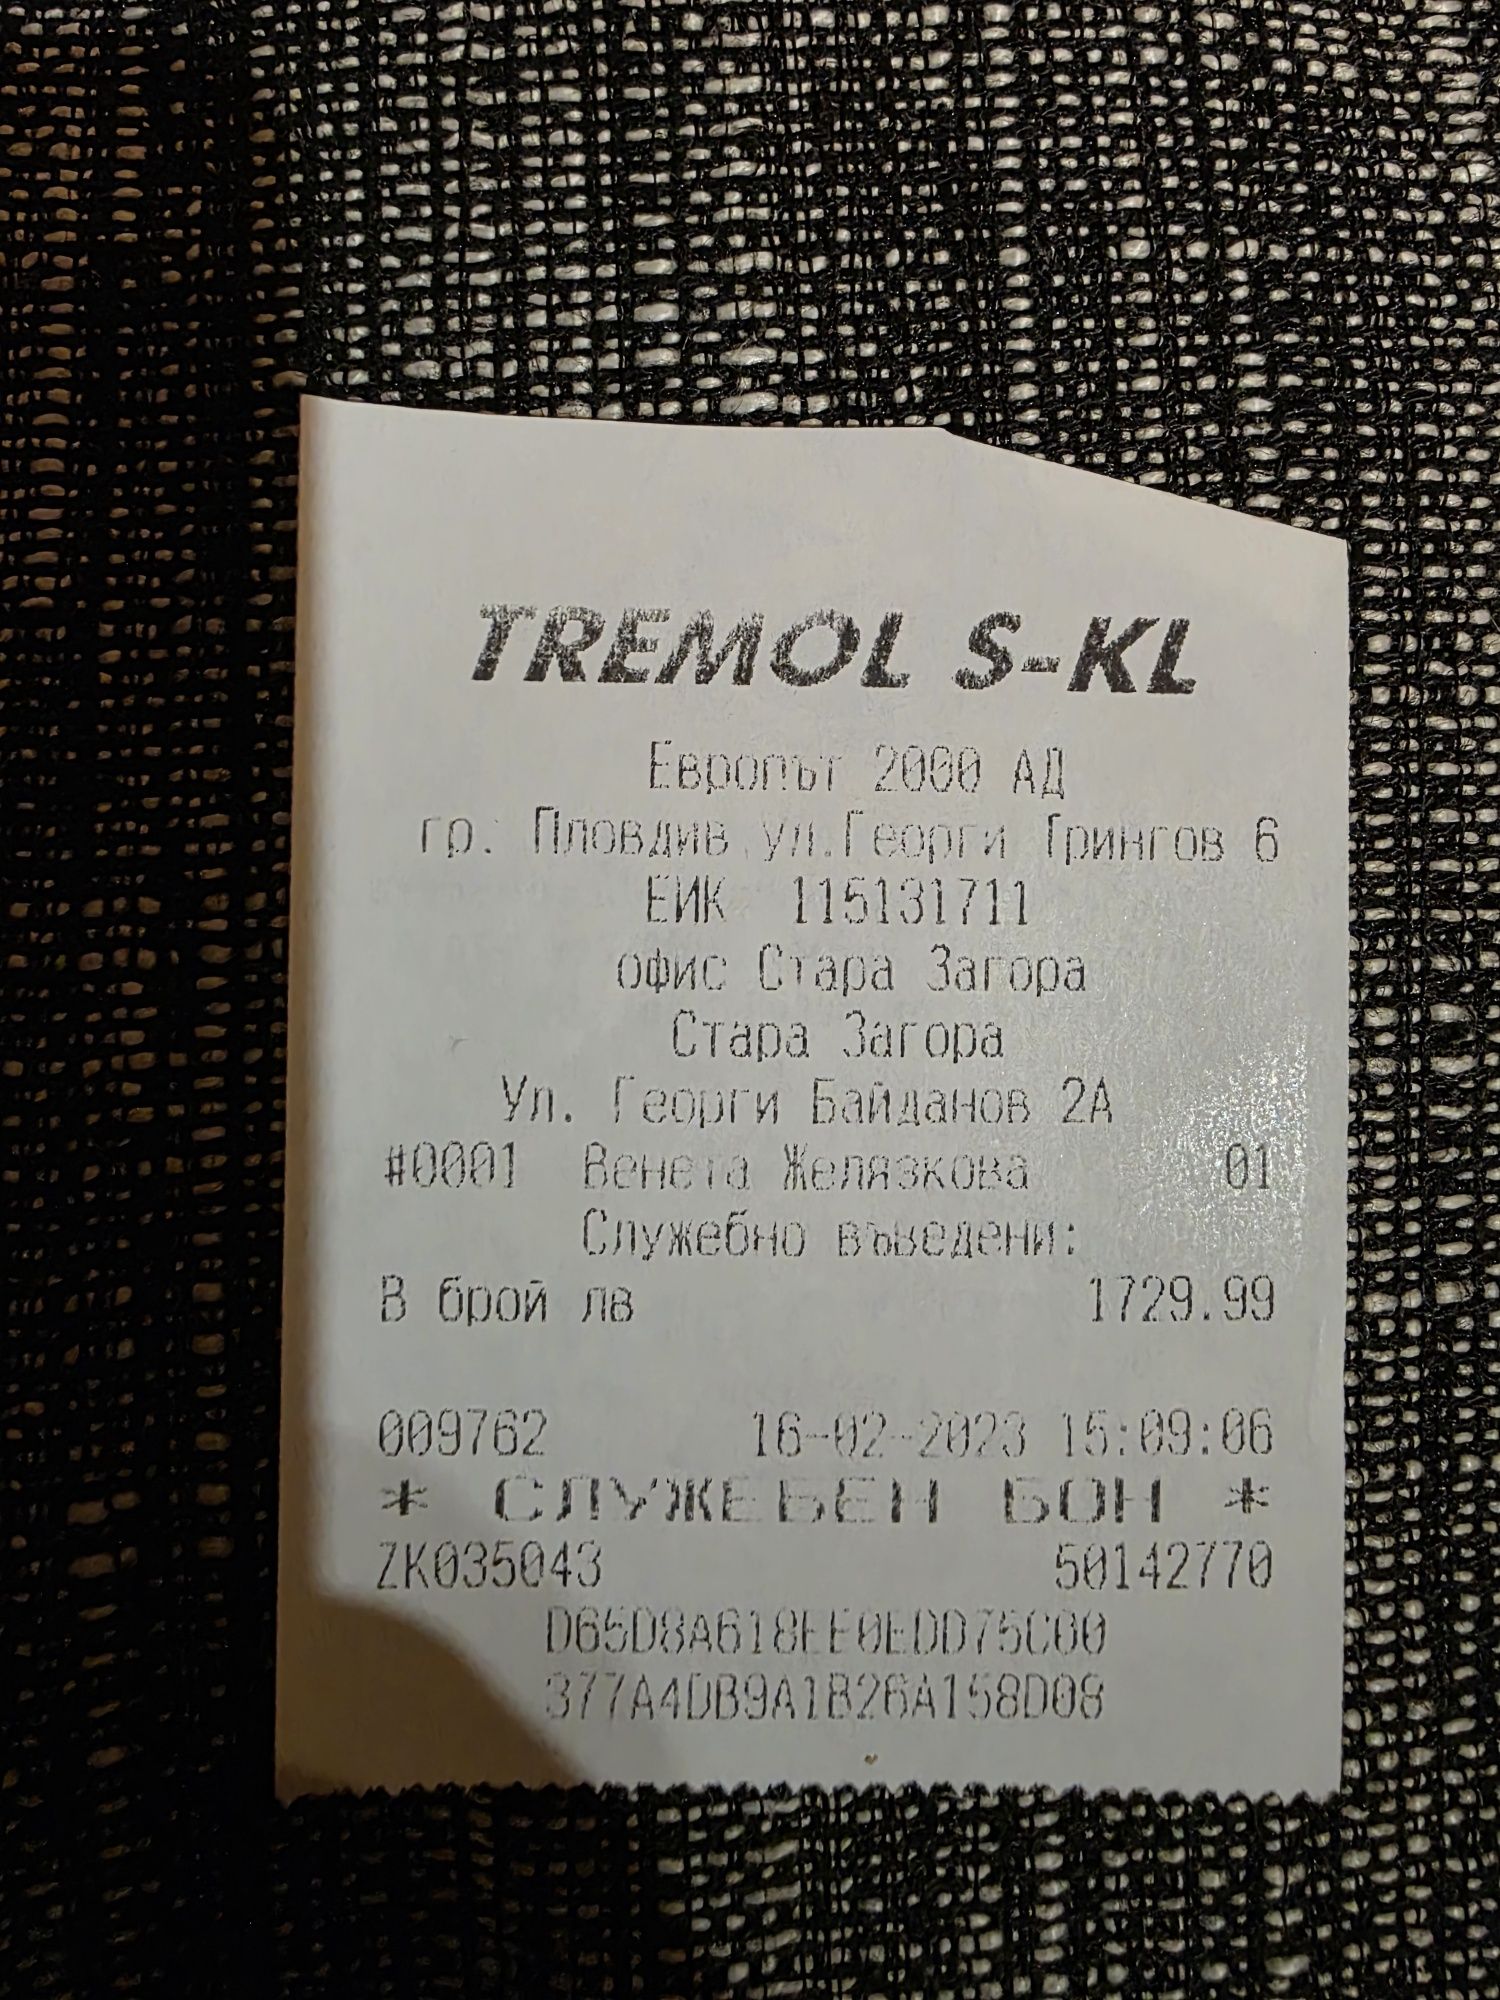 TREMOL S-KL
Европът 2000 АД
гр. Пловдив ул.Георги Трингов 6
ЕИК 115131711
офис Стара Загора
Стара Загора
Ул. Георги Байданов 2А
#0001 Венета Желязкова 01
Служебно въведени:
В брой лв 1729.99
009762 16-02-2023 15:09:06
* СЛУЖЕБЕН БОН *
ZK035043 50142770
D65D8A618EE0EDD75C00
377A4DB9A1B26A158D08